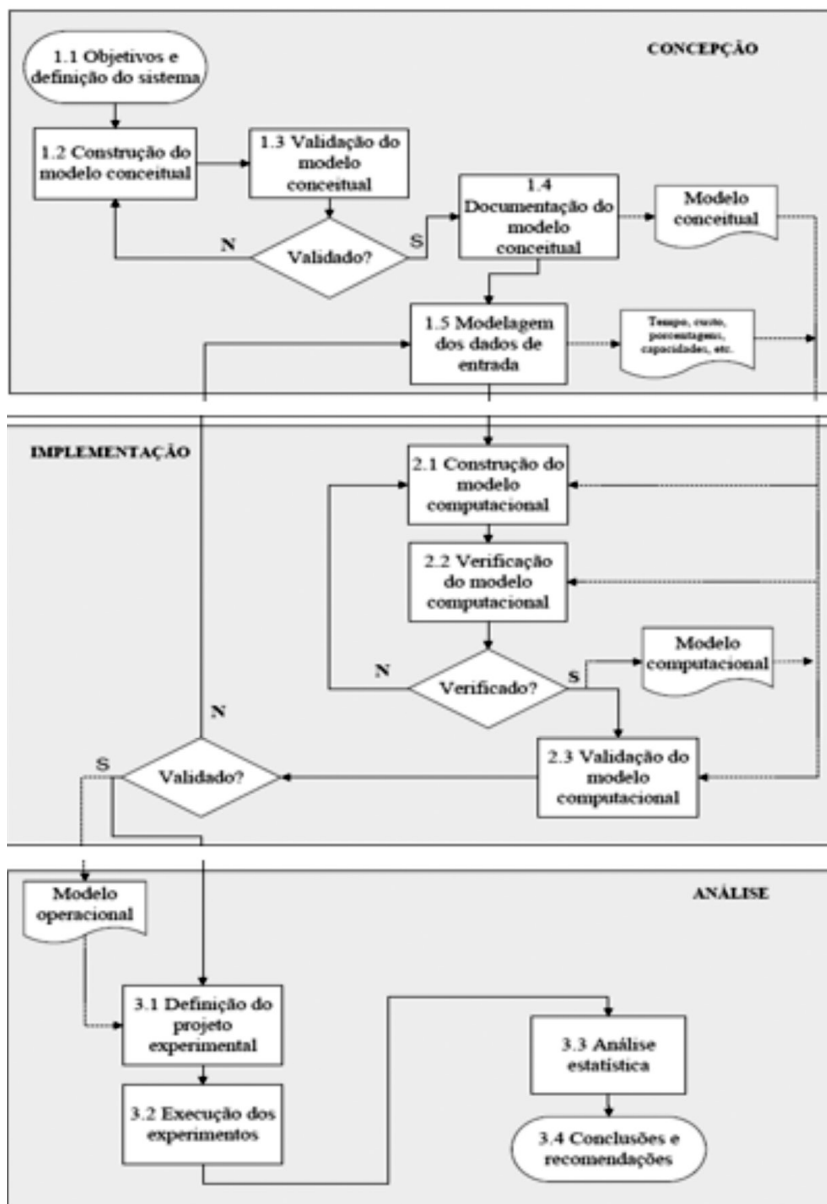 CONCEPÇÃO
1.1 Objetivos e
definição do sistema
1.2 Construção do
modelo conceitual
1.3 Validação do
modelo
conceitual
Validado?
N
S
1.4
Documentação do
modelo
conceitual
Modelo
conceitual
1.5 Modelagem
dos dados de
entrada
Tempo, custo,
porcentagens,
capacidades, etc.
IMPLEMENTAÇÃO
2.1 Construção do
modelo
computacional
2.2 Verificação
do modelo
computacional
Verificado?
N
S
Modelo
computacional
2.3 Validação do
modelo
computacional
Validado?
N
S
ANÁLISE
Modelo
operacional
3.1 Definição do
projeto
experimental
3.2 Execução dos
experimentos
3.3 Análise
estatística
3.4 Conclusões e
recomendações